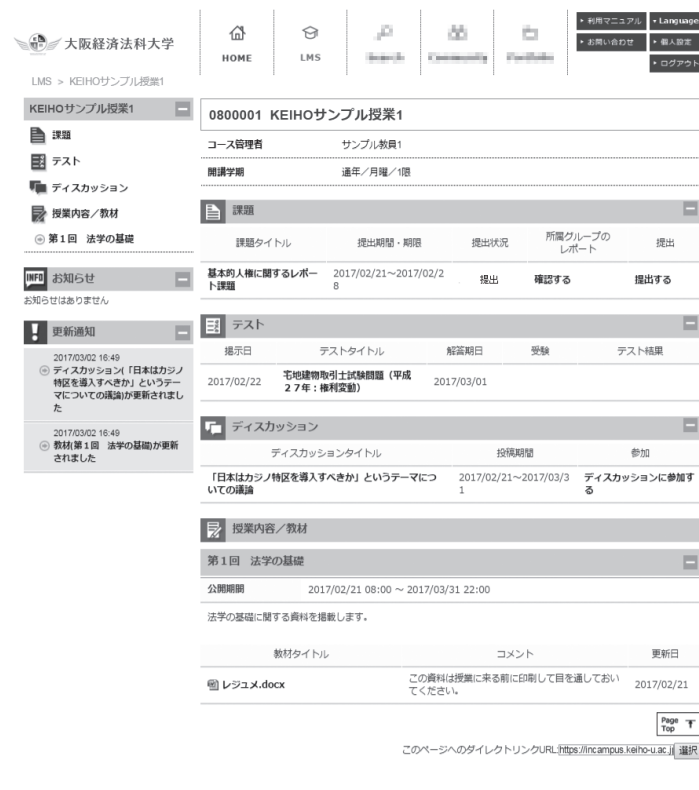 大阪経済法科大学
HOME
LMS
利用マニュアル
Language
お問い合わせ
個人設定
ログアウト
LMS > KEIHOサンプル授業1
KEIHOサンプル授業1
課題
テスト
ディスカッション
授業内容／教材
第１回　法学の基礎
INFO お知らせ
お知らせはありません
更新通知
2017/03/02 16:49
ディスカッション(「日本はカジノ
特区を導入すべきか」というテー
マについての議論)が更新されまし
た
2017/03/02 16:49
教材(第１回　法学の基礎)が更新
されました
0800001 KEIHOサンプル授業1
コース管理者 サンプル教員1
開講学期 通年／月曜／1限
課題
課題タイトル 提出期間・期限 提出状況 所属グループの
レポート 提出
基本的人権に関するレポー
ト課題 2017/02/21～2017/02/2
8 提出 確認する 提出する
テスト
掲示日 テストタイトル 解答期日 受験 テスト結果
2017/02/22 宅地建物取引士試験問題（平成
２７年：権利変動） 2017/03/01
ディスカッション
ディスカッションタイトル 投稿期間 参加
「日本はカジノ特区を導入すべきか」というテーマにつ
いての議論 2017/02/21～2017/03/3
1 ディスカッションに参加す
る
授業内容／教材
第１回　法学の基礎
公開期間 2017/02/21 08:00 ～ 2017/03/31 22:00
法学の基礎に関する資料を掲載します。
教材タイトル コメント 更新日
レジュメ.docx この資料は授業に来る前に印刷して目を通しておい
てください。 2017/02/21
Page
Top
このページへのダイレクトリンクURL:https://incampus.keiho-u.ac.j 選択